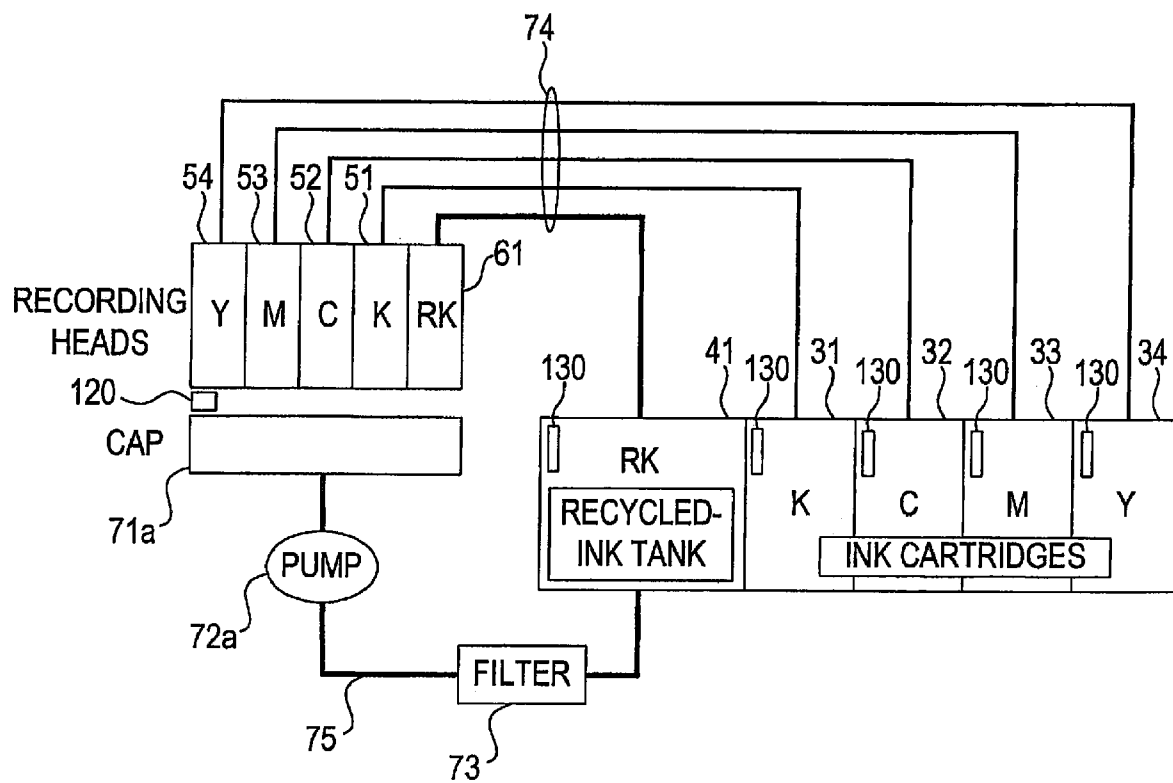 74
54 53 52 51
61
RECORDING
HEADS
Y M C K RK
120
CAP
71a
PUMP
72a
75
FILTER
73
130 41 130 31 130 32 130 33 130 34
RK K C M Y
RECYCLED-
INK TANK
INK CARTRIDGES